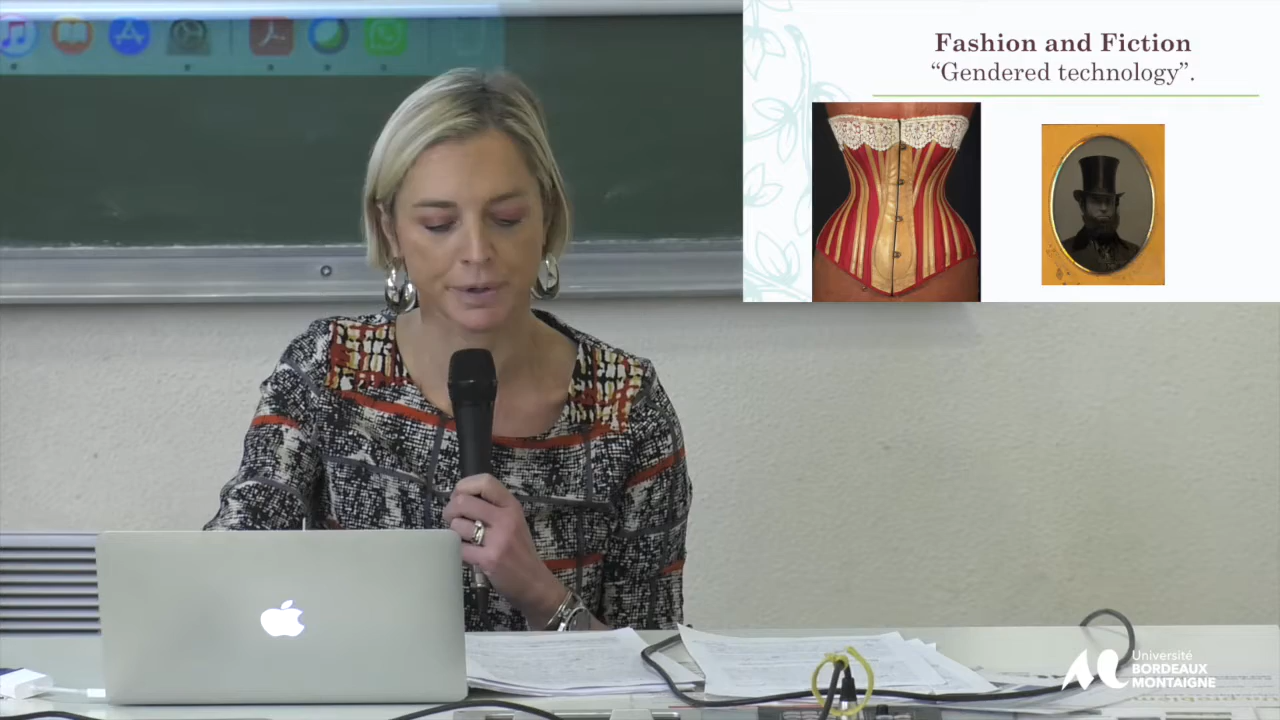 Fashion and Fiction
“Gendered technology”.
Université
BORDEAUX
MONTAIGNE